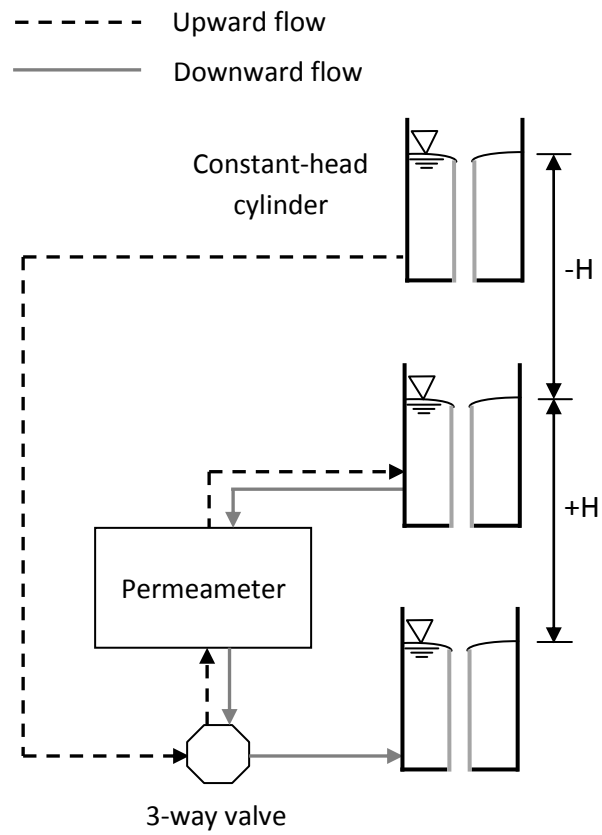 Upward flow
Downward flow
Constant-head
cylinder
-H
+H
Permeameter
3-way valve